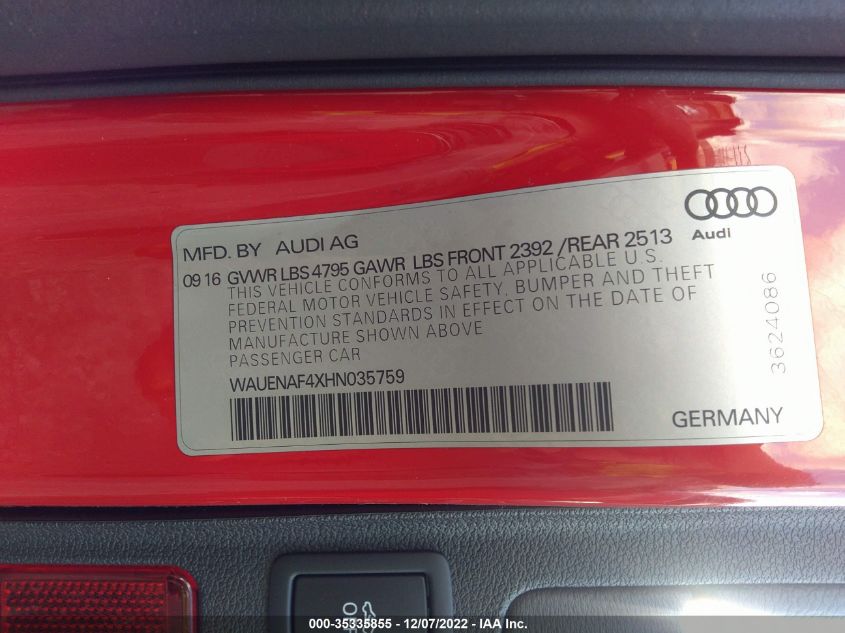 MFD. BY AUDI AG
09 16 GVWR LBS 4795 GAWR LBS FRONT 2392 /REAR 2513
THIS VEHICLE CONFORMS TO ALL APPLICABLE U.S.
FEDERAL MOTOR VEHICLE SAFETY, BUMPER AND THEFT
PREVENTION STANDARDS IN EFFECT ON THE DATE OF
MANUFACTURE SHOWN ABOVE
PASSENGER CAR
WAUENAF4XHN035759
Audi
3624086
GERMANY
000-35335855 - 12/07/2022 - IAA, Inc.